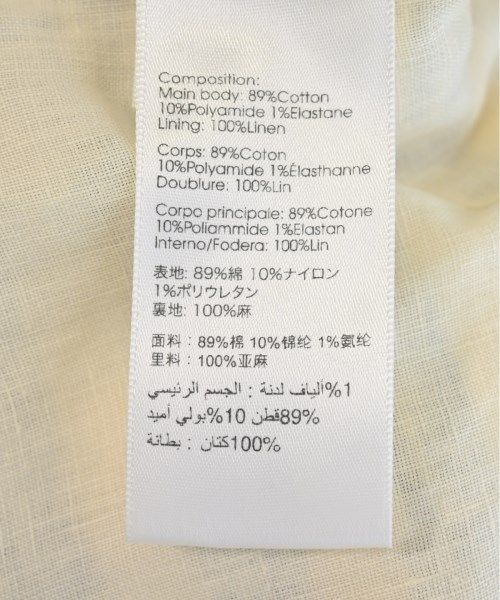 Composition:
Main body: 89%Cotton
10%Polyamide 1%Elastane
Lining: 100%Linen
Corps: 89%Coton
10%Polyamide 1%Élasthanne
Doublure: 100%Lin
Corpo principale: 89%Cotone
10%Poliammide 1%Elastan
Interno/Fodera: 100%Lin
表地: 89%綿 10%ナイロン
1%ポリウレタン
裏地: 100%麻
面料: 89%棉 10%锦纶 1%氨纶
里料: 100%亚麻
1%ألياف لدنة : الجسم الرئيسي
89%قطن 10%بولي أميد
100%كتان : بطانة